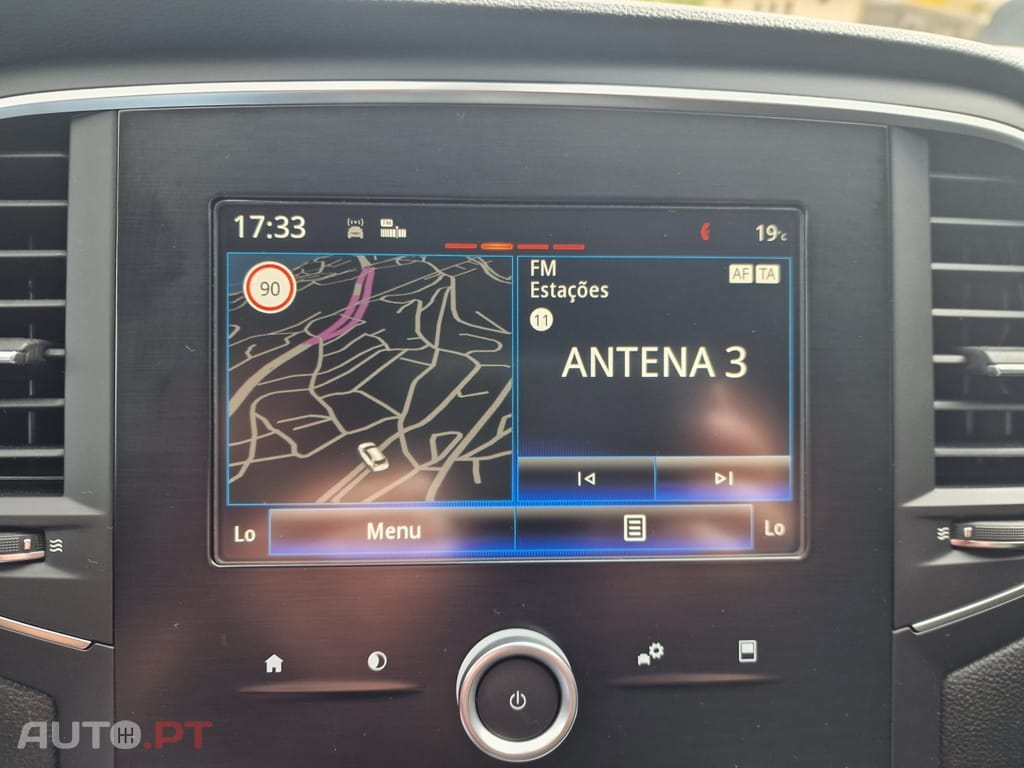 17:33
19°c
90
FM
AF TA
Estações
11
ANTENA 3
Lo
Menu
Lo
AUTO.PT